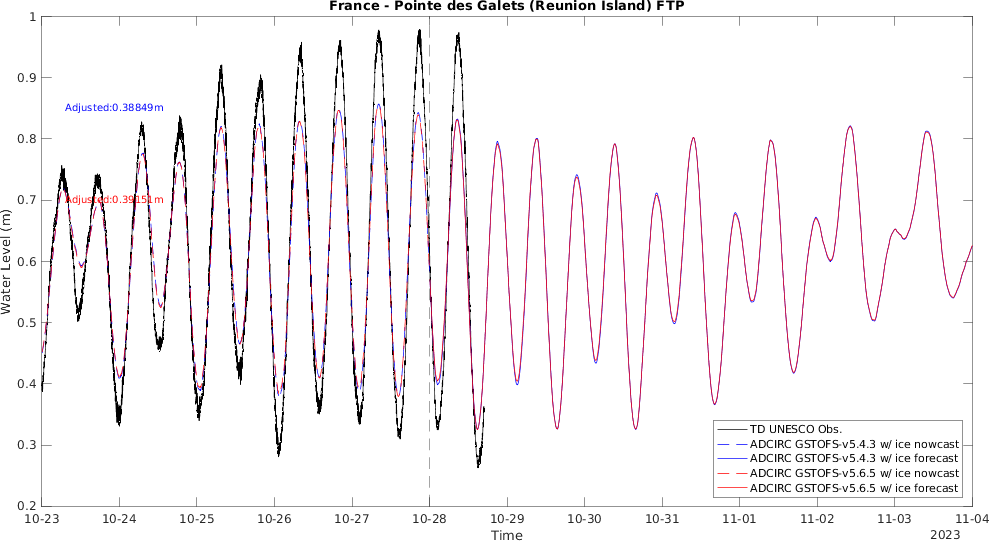 France - Pointe des Galets (Reunion Island) FTP
1
0.9
0.8
0.7
0.6
0.5
0.4
0.3
0.2
Water Level (m)
Adjusted:0.38849m
Adjusted:0.39151m
TD UNESCO Obs.
ADCIRC GSTOFS-v5.4.3 w/ ice nowcast
ADCIRC GSTOFS-v5.4.3 w/ ice forecast
ADCIRC GSTOFS-v5.6.5 w/ ice nowcast
ADCIRC GSTOFS-v5.6.5 w/ ice forecast
10-23 10-24 10-25 10-26 10-27 10-28 10-29 10-30 10-31 11-01 11-02 11-03 11-04
Time
2023